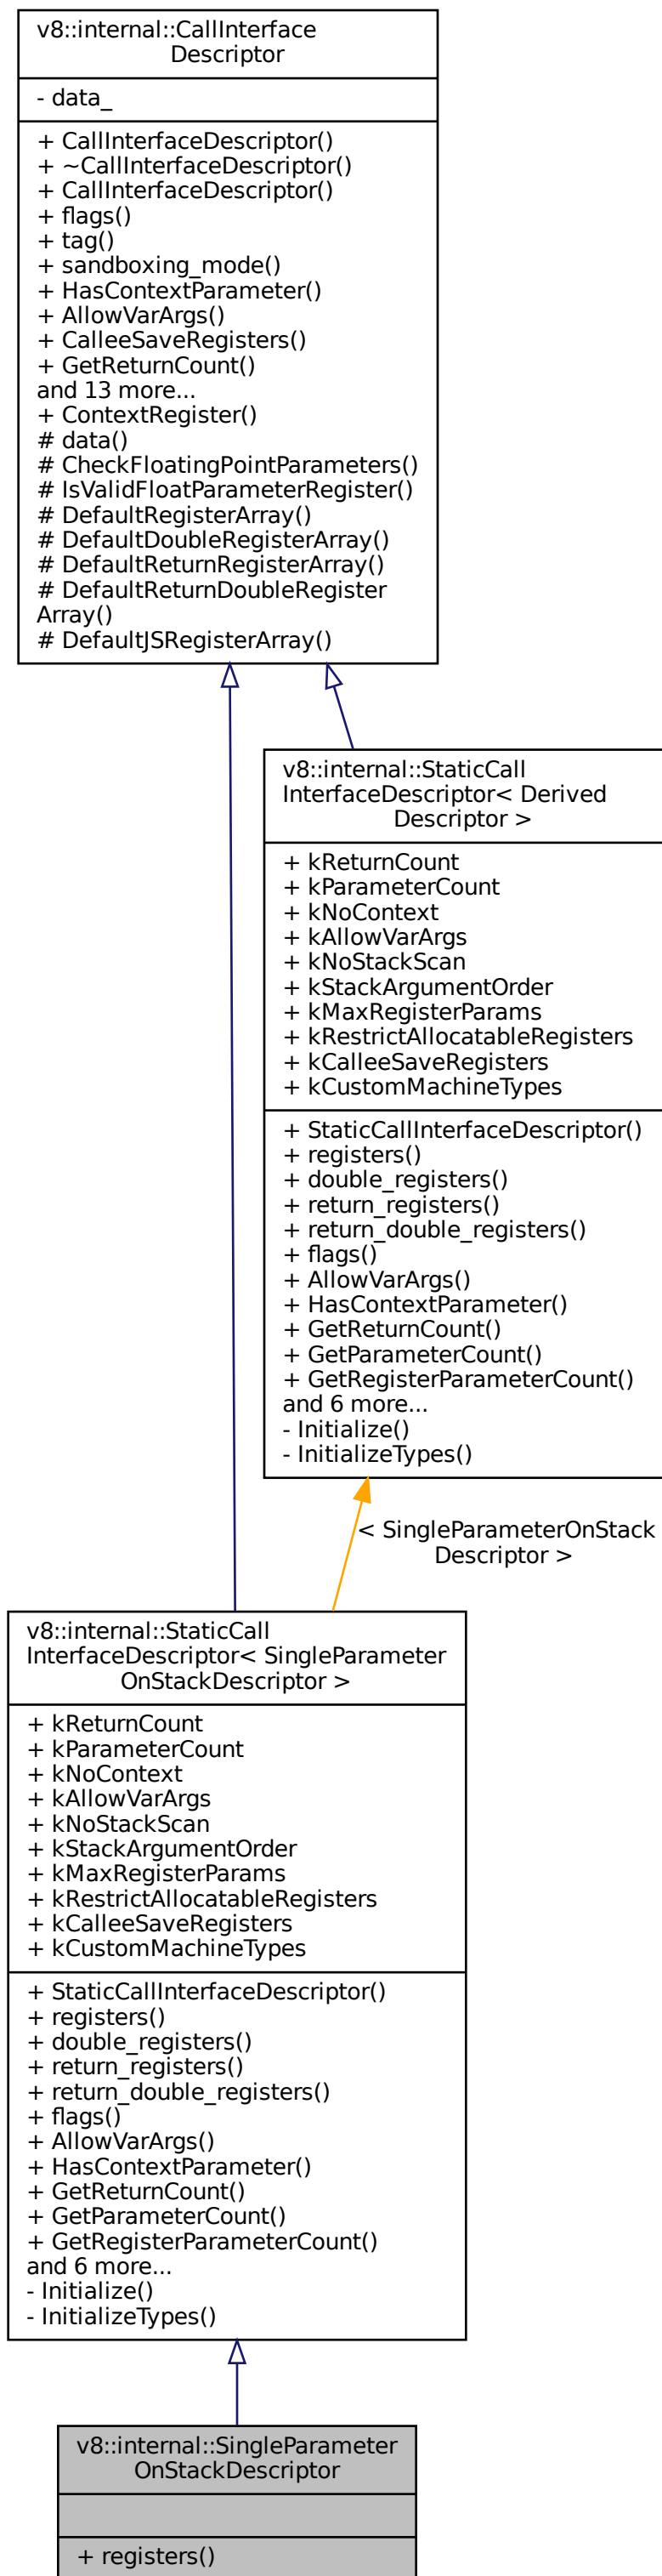 v8::internal::CallInterface
Descriptor
- data_
+ CallInterfaceDescriptor()
+ ~CallInterfaceDescriptor()
+ CallInterfaceDescriptor()
+ flags()
+ tag()
+ sandboxing_mode()
+ HasContextParameter()
+ AllowVarArgs()
+ CalleeSaveRegisters()
+ GetReturnCount()
and 13 more...
+ ContextRegister()
# data()
# CheckFloatingPointParameters()
# IsValidFloatParameterRegister()
# DefaultRegisterArray()
# DefaultDoubleRegisterArray()
# DefaultReturnRegisterArray()
# DefaultReturnDoubleRegister
Array()
# DefaultJSRegisterArray()
v8::internal::StaticCall
InterfaceDescriptor< Derived
Descriptor >
+ kReturnCount
+ kParameterCount
+ kNoContext
+ kAllowVarArgs
+ kNoStackScan
+ kStackArgumentOrder
+ kMaxRegisterParams
+ kRestrictAllocatableRegisters
+ kCalleeSaveRegisters
+ kCustomMachineTypes
+ StaticCallInterfaceDescriptor()
+ registers()
+ double_registers()
+ return_registers()
+ return_double_registers()
+ flags()
+ AllowVarArgs()
+ HasContextParameter()
+ GetReturnCount()
+ GetParameterCount()
+ GetRegisterParameterCount()
and 6 more...
- Initialize()
- InitializeTypes()
< SingleParameterOnStack
Descriptor >
v8::internal::StaticCall
InterfaceDescriptor< SingleParameter
OnStackDescriptor >
+ kReturnCount
+ kParameterCount
+ kNoContext
+ kAllowVarArgs
+ kNoStackScan
+ kStackArgumentOrder
+ kMaxRegisterParams
+ kRestrictAllocatableRegisters
+ kCalleeSaveRegisters
+ kCustomMachineTypes
+ StaticCallInterfaceDescriptor()
+ registers()
+ double_registers()
+ return_registers()
+ return_double_registers()
+ flags()
+ AllowVarArgs()
+ HasContextParameter()
+ GetReturnCount()
+ GetParameterCount()
+ GetRegisterParameterCount()
and 6 more...
- Initialize()
- InitializeTypes()
v8::internal::SingleParameter
OnStackDescriptor
+ registers()